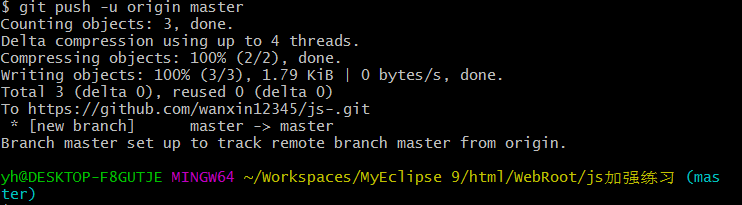 $ git push -u origin master
Counting objects: 3, done.
Delta compression using up to 4 threads.
Compressing objects: 100% (2/2), done.
Writing objects: 100% (3/3), 1.79 KiB | 0 bytes/s, done.
Total 3 (delta 0), reused 0 (delta 0)
To https://github.com/wanxin12345/js-.git
 * [new branch]      master -> master
Branch master set up to track remote branch master from origin.
yh@DESKTOP-F8GUTJE MINGW64 ~/Workspaces/MyEclipse 9/html/WebRoot/js加强练习 (mas
ter)